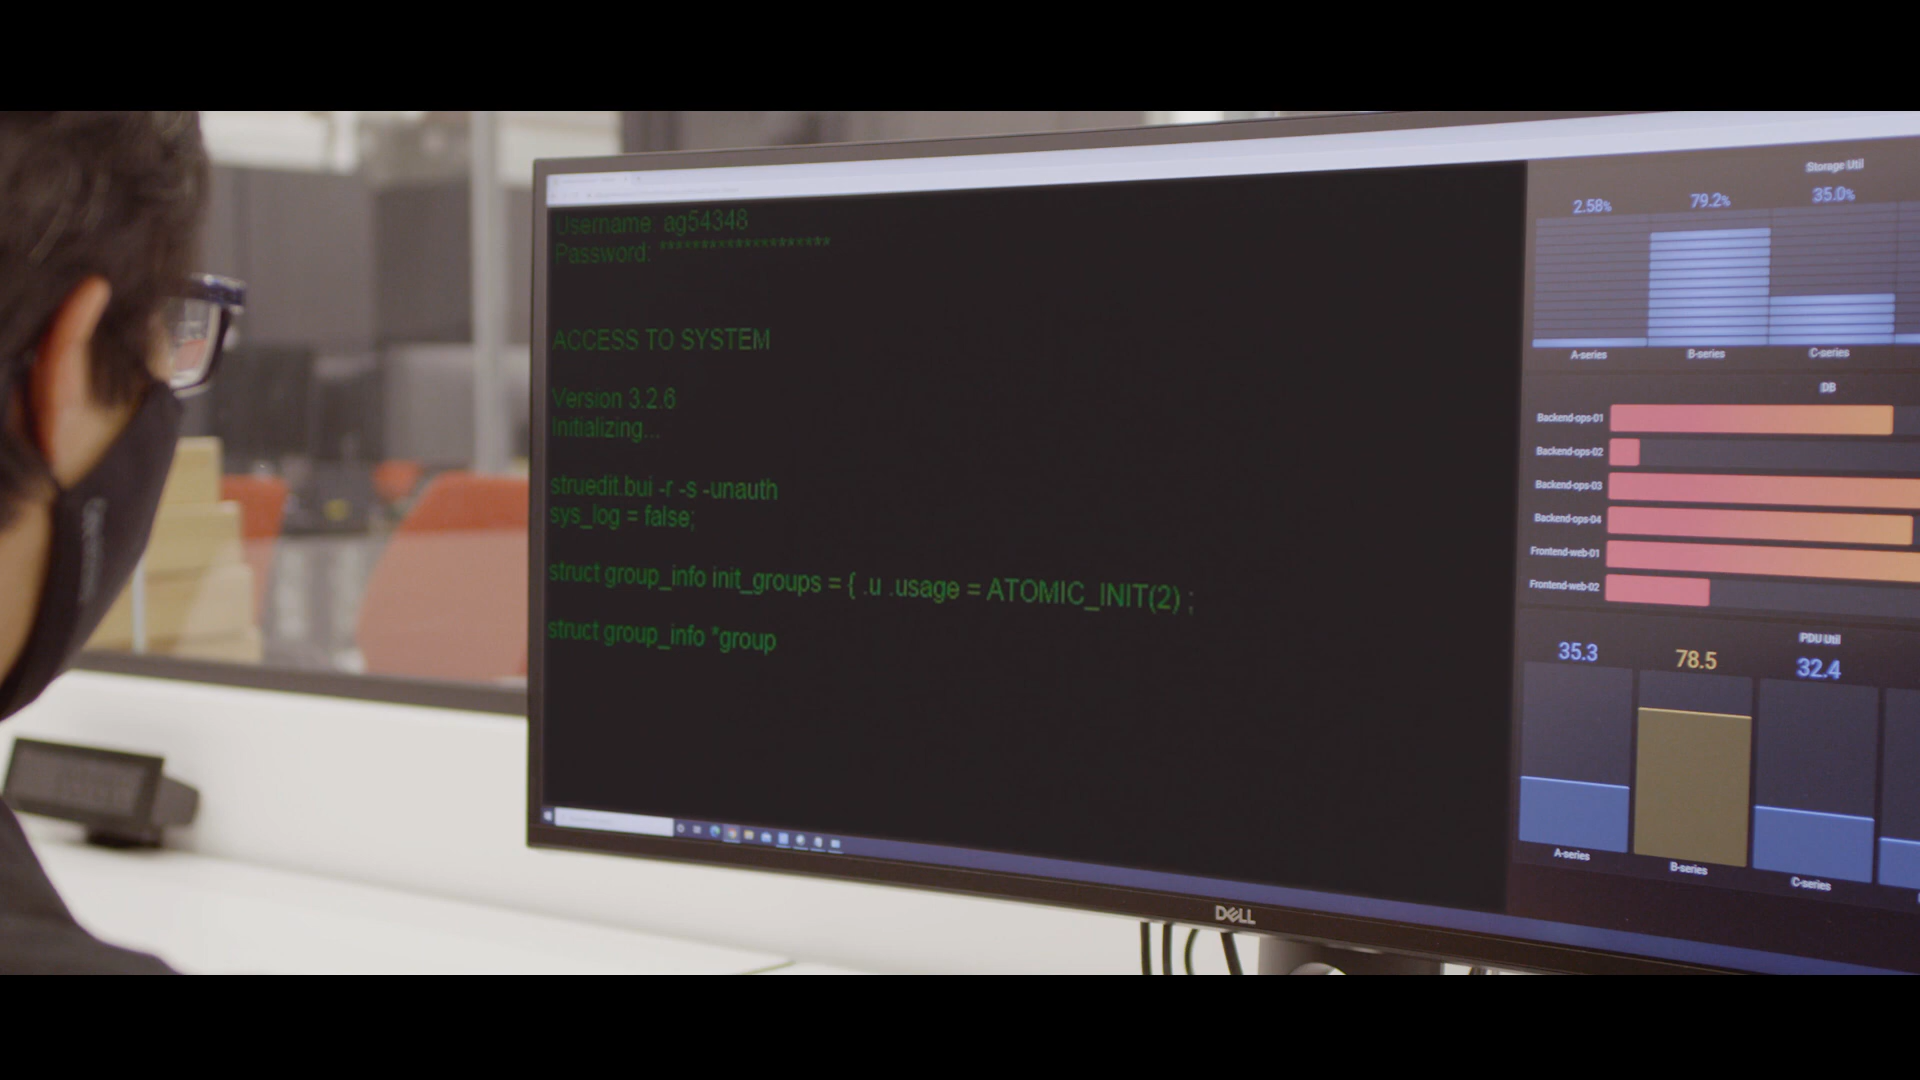 Username: ag54348
Password: ********************
ACCESS TO SYSTEM
Version 3.2.6
Initializing...
struedit.bui -r -s -unauth
sys_log = false;
struct group_info init_groups = { .u .usage = ATOMIC_INIT(2) ;
struct group_info *group
Storage Util
2.58% 79.2% 35.0%
A-series B-series C-series
DB
Backend-ops-01
Backend-ops-02
Backend-ops-03
Backend-ops-04
Frontend-web-01
Frontend-web-02
PDU Util
35.3 78.5 32.4
A-series B-series C-series
DELL